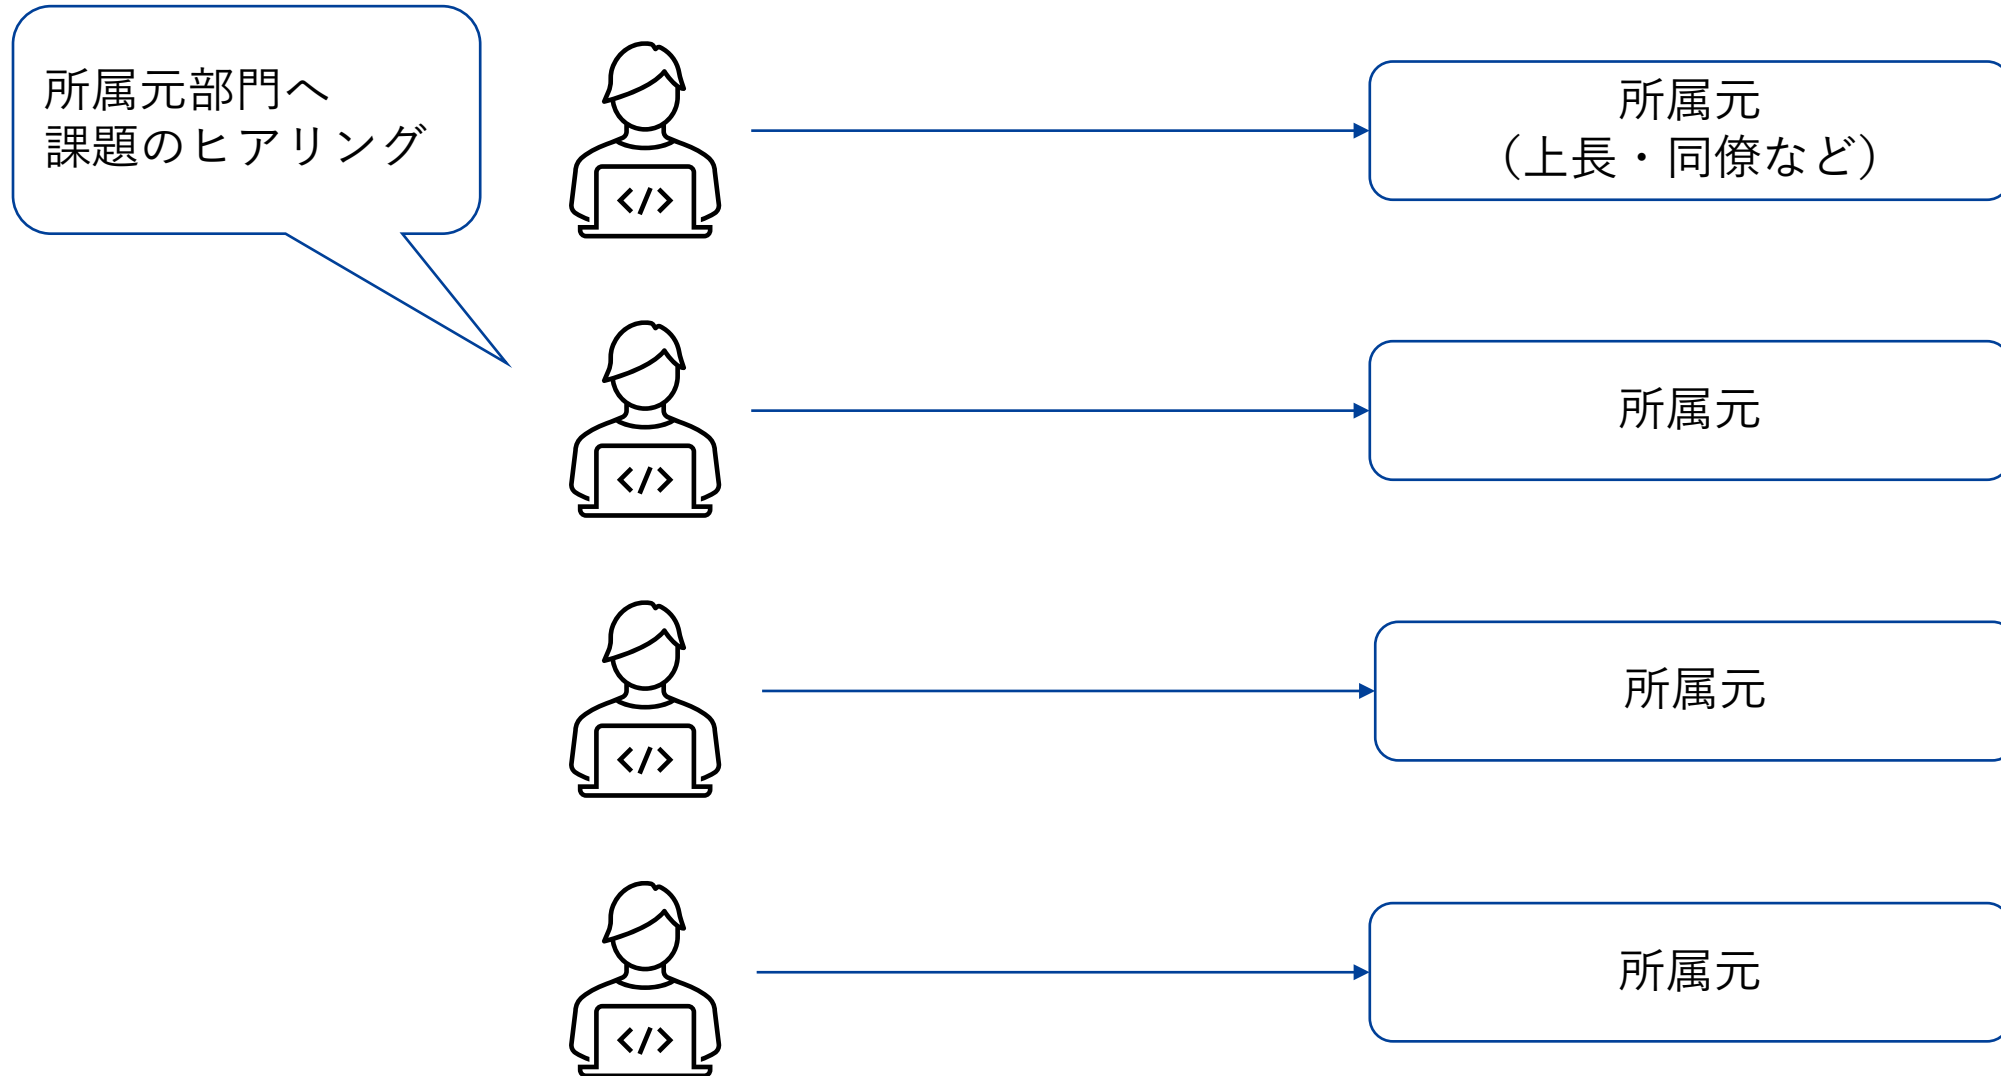 所属元部門へ
課題のヒアリング
所属元
（上長・同僚など）
</>
所属元
</>
所属元
</>
所属元
</>